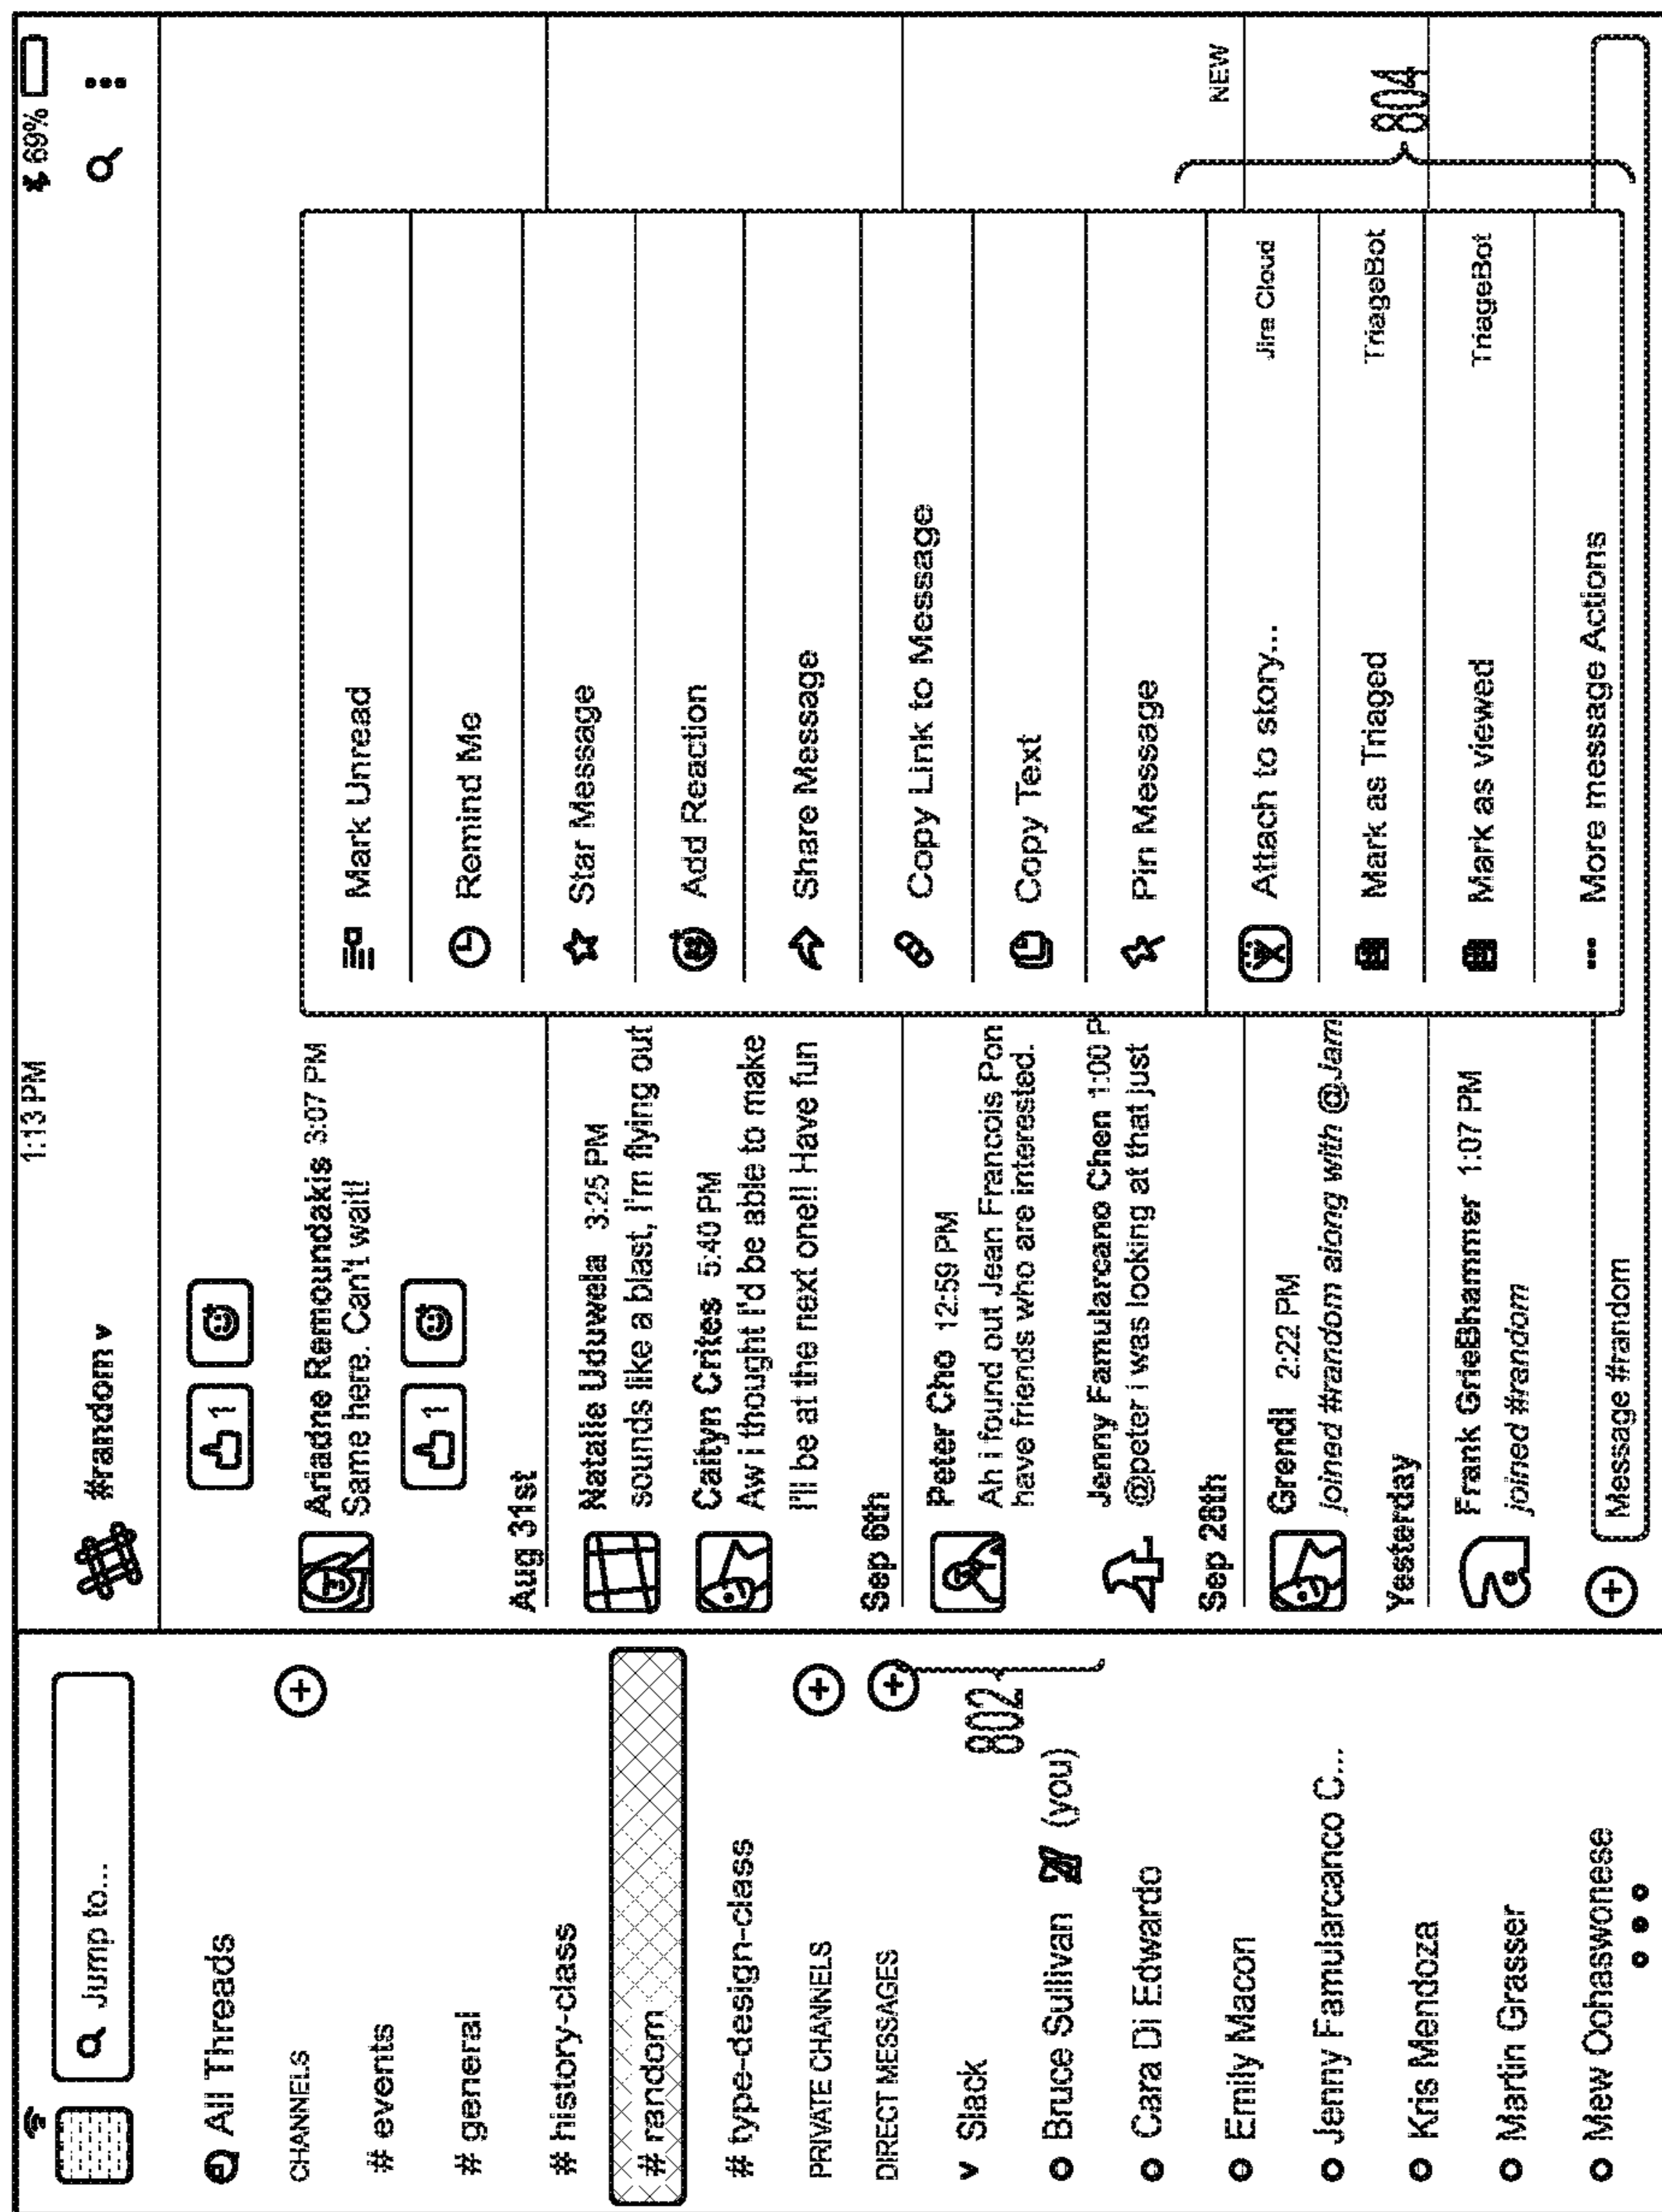 1:13 PM
69%
Jump to...
All Threads
CHANNELS
# events
# general
# history-class
# random
# type-design-class
PRIVATE CHANNELS
DIRECT MESSAGES
802
v Slack
Bruce Sullivan (you)
Cara Di Edwardo
Emily Macon
Jenny Famularcanco C...
Kris Mendoza
Martin Grasser
Mew Oohaswonese
#random v
1
Ariadne Remoundakis 3:07 PM
Same here. Can't wait!
1
Aug 31st
Natalie Uduwela 3:25 PM
sounds like a blast, I'm flying out
Caityn Crites 5:40 PM
Aw i thought I'd be able to make
I'll be at the next one!! Have fun
Sep 6th
Peter Cho 12:59 PM
Ah i found out Jean Francois Pon
have friends who are interested.
Jenny Famularcano Chen 1:00 P
@peter i was looking at that just
Sep 28th
NEW
Grendl 2:22 PM
joined #random along with @Jam
Yesterday
Frank GrieBhammer 1:07 PM
joined #random
Message #random
Mark Unread
Remind Me
Star Message
Add Reaction
Share Message
Copy Link to Message
Copy Text
Pin Message
Attach to story... Jira Cloud
Mark as Triaged TriageBot
Mark as viewed TriageBot
... More message Actions
804